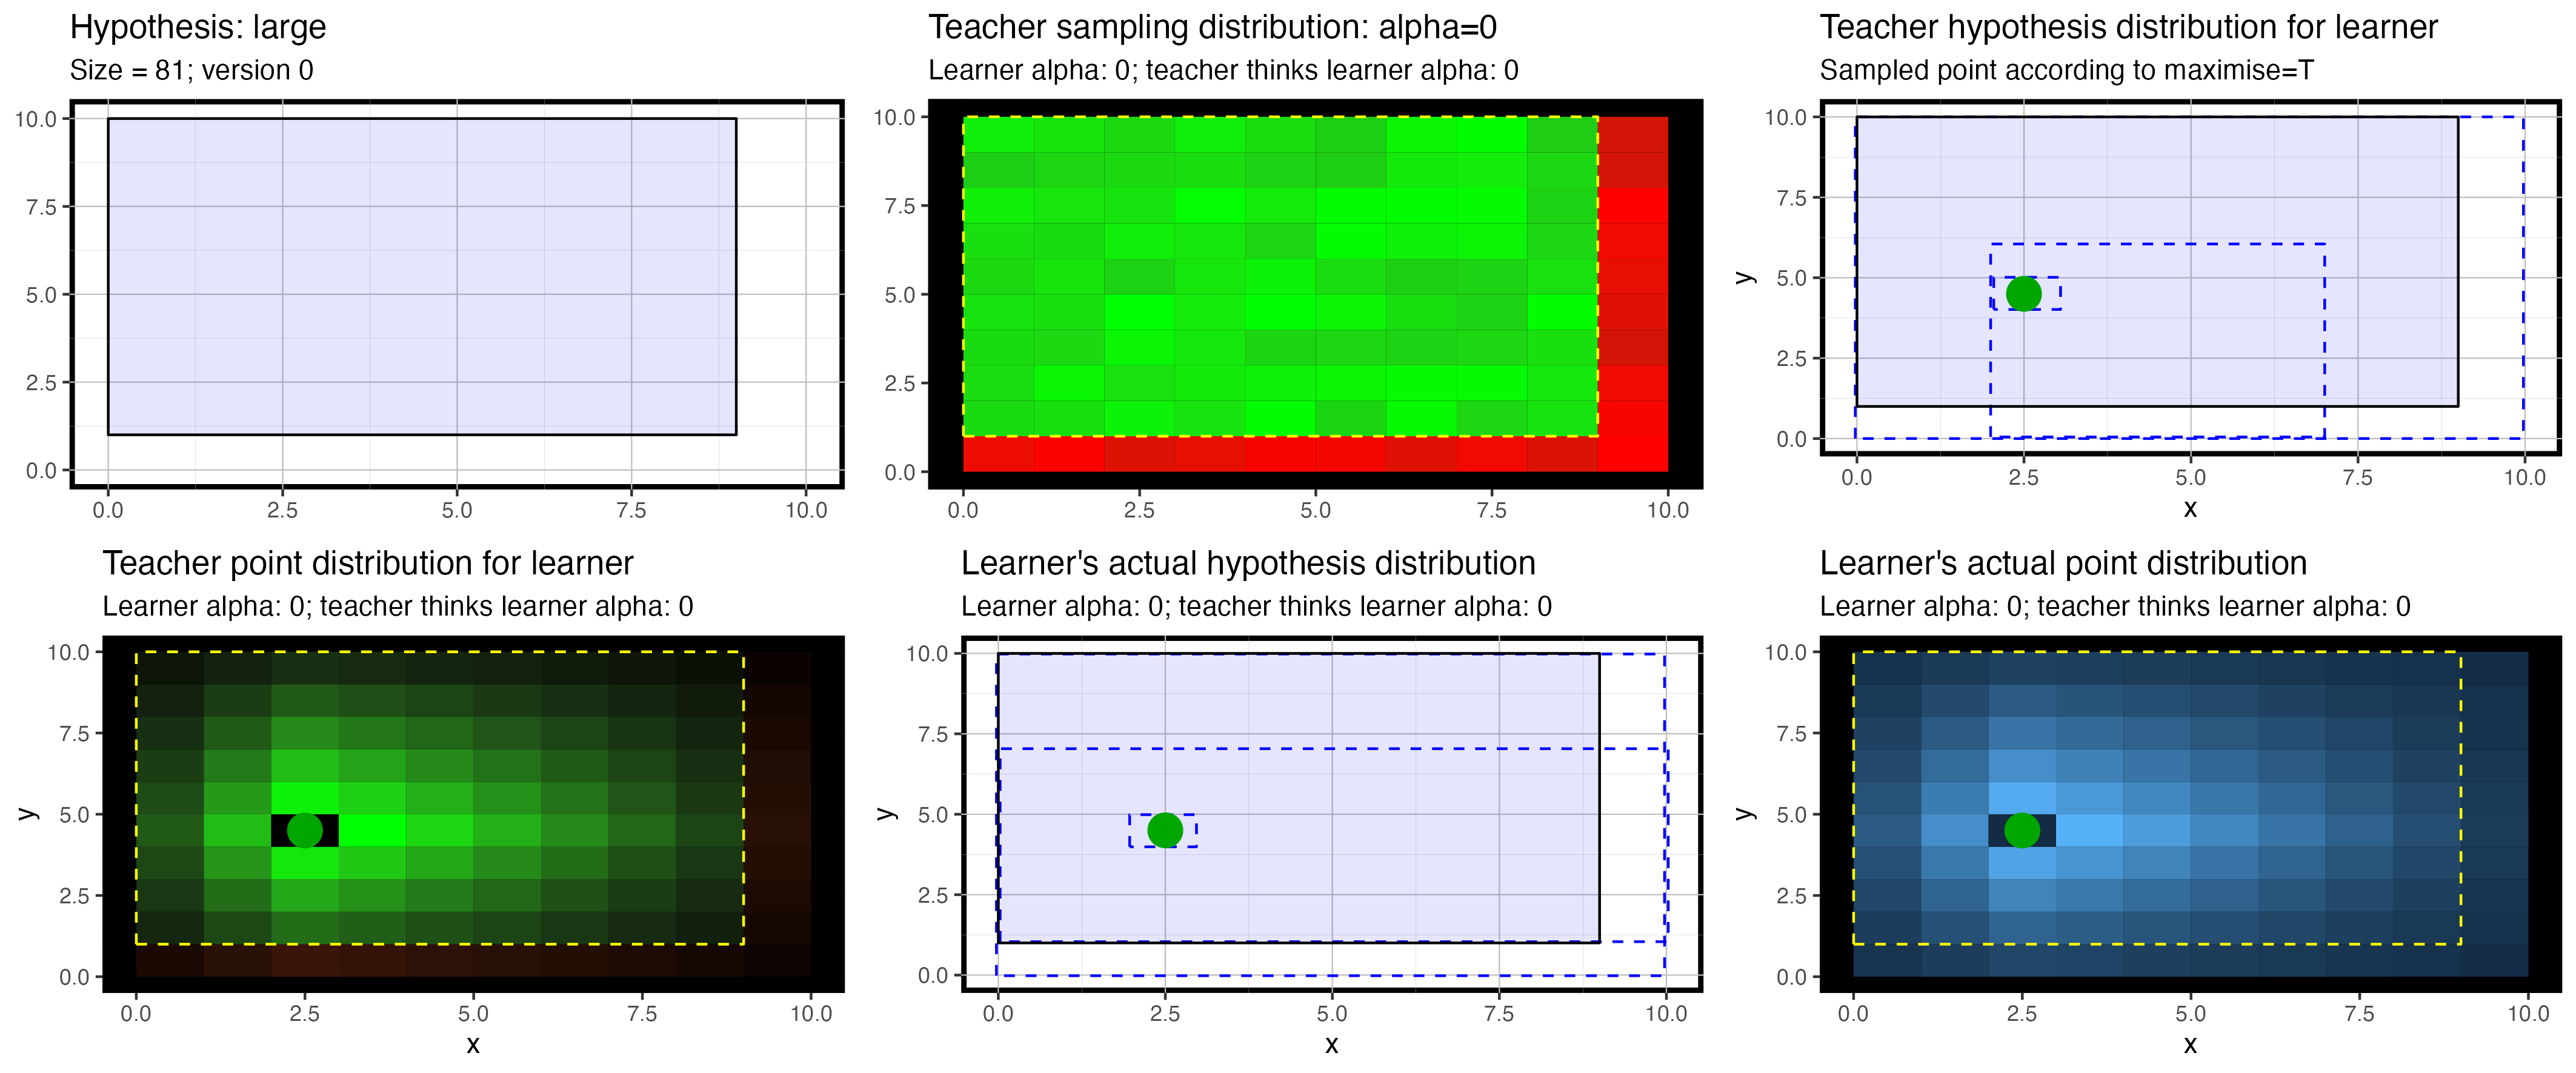 Hypothesis: large
Size = 81; version 0
10.0
7.5
5.0
2.5
0.0
0.0 2.5 5.0 7.5 10.0
Teacher sampling distribution: alpha=0
Learner alpha: 0; teacher thinks learner alpha: 0
10.0
7.5
5.0
2.5
0.0
0.0 2.5 5.0 7.5 10.0
Teacher hypothesis distribution for learner
Sampled point according to maximise=T
y
10.0
7.5
5.0
2.5
0.0
0.0 2.5 5.0 7.5 10.0
x
Teacher point distribution for learner
Learner alpha: 0; teacher thinks learner alpha: 0
y
10.0
7.5
5.0
2.5
0.0
0.0 2.5 5.0 7.5 10.0
x
Learner's actual hypothesis distribution
Learner alpha: 0; teacher thinks learner alpha: 0
y
10.0
7.5
5.0
2.5
0.0
0.0 2.5 5.0 7.5 10.0
x
Learner's actual point distribution
Learner alpha: 0; teacher thinks learner alpha: 0
y
10.0
7.5
5.0
2.5
0.0
0.0 2.5 5.0 7.5 10.0
x